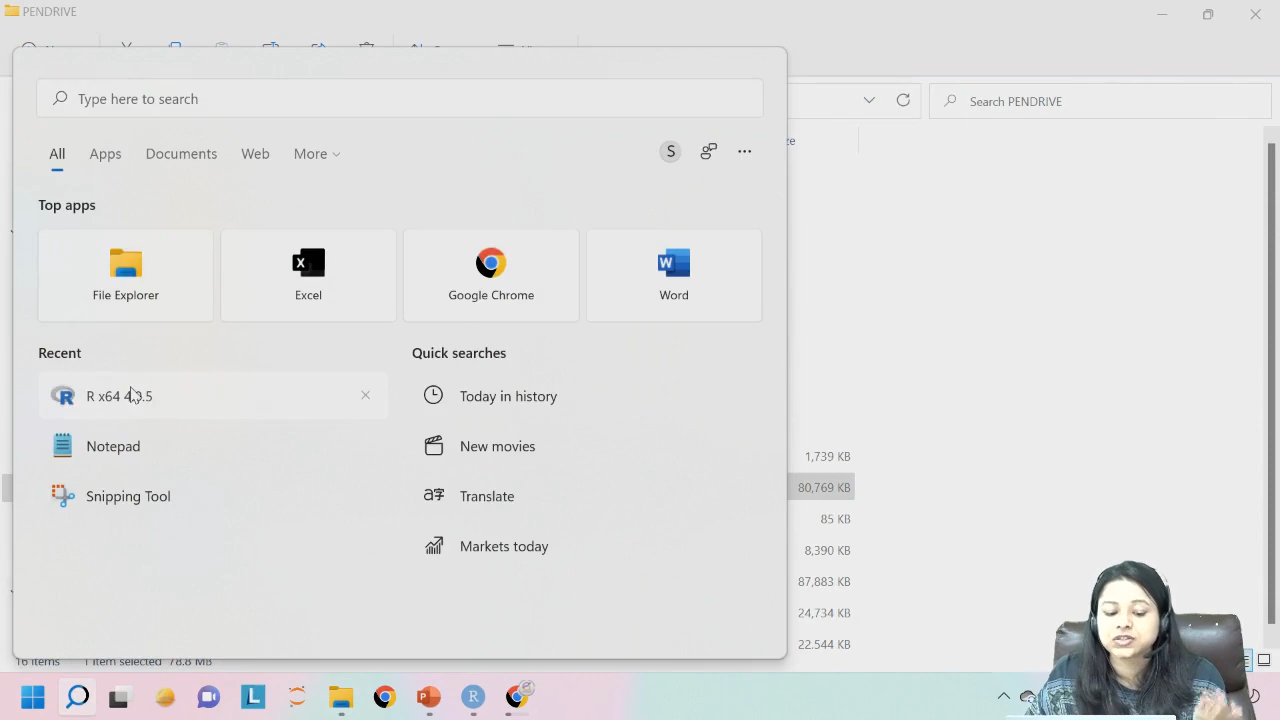 PENDRIVE
Type here to search
Search PENDRIVE
All Apps Documents Web More
S
ze
Top apps
File Explorer Excel Google Chrome Word
Recent
Quick searches
R x64 4.0.5
Today in history
Notepad
New movies
1,739 KB
Snipping Tool
Translate
80,769 KB
85 KB
Markets today
8,390 KB
87,883 KB
24,734 KB
22,544 KB
16 items 1 item selected 78.8 MB